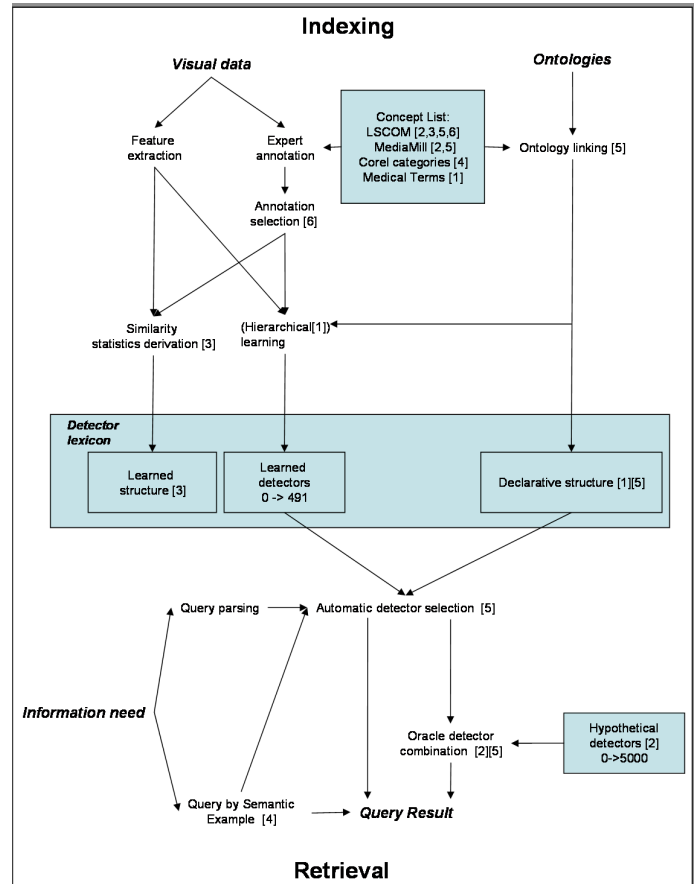 Indexing
Visual data
Ontologies
Concept List:
LSCOM [2,3,5,6]
MediaMill [2,5]
Corel categories [4]
Medical Terms [1]
Feature
extraction
Expert
annotation
Ontology linking [5]
Annotation
selection [6]
Similarity
statistics derivation [3]
(Hierarchical[1])
learning
Detector
lexicon
Learned
structure [3]
Learned
detectors
0 -> 491
Declarative structure [1][5]
Query parsing
Automatic detector selection [5]
Information need
Oracle detector
combination [2][5]
Hypothetical
detectors [2]
0->5000
Query by Semantic
Example [4]
Query Result
Retrieval